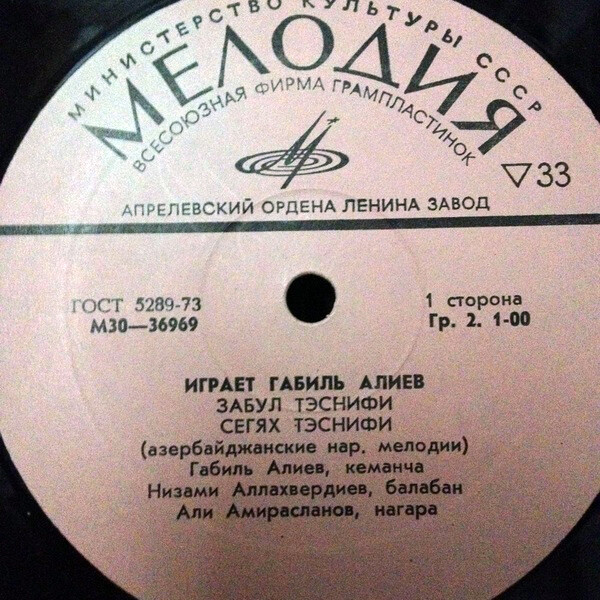 МИНИСТЕРСТВО КУЛЬТУРЫ СССР
МЕЛОДИЯ
ВСЕСОЮЗНАЯ ФИРМА ГРАМПЛАСТИНОК
▽33
АПРЕЛЕВСКИЙ ОРДЕНА ЛЕНИНА ЗАВОД
ГОСТ 5289-73
М30—36969
1 сторона
Гр. 2. 1-00
ИГРАЕТ ГАБИЛЬ АЛИЕВ
ЗАБУЛ ТЭСНИФИ
СЕГЯХ ТЭСНИФИ
(азербайджанские нар. мелодии)
Габиль Алиев, кеманча
Низами Аллахвердиев, балабан
Али Амирасланов, нагара